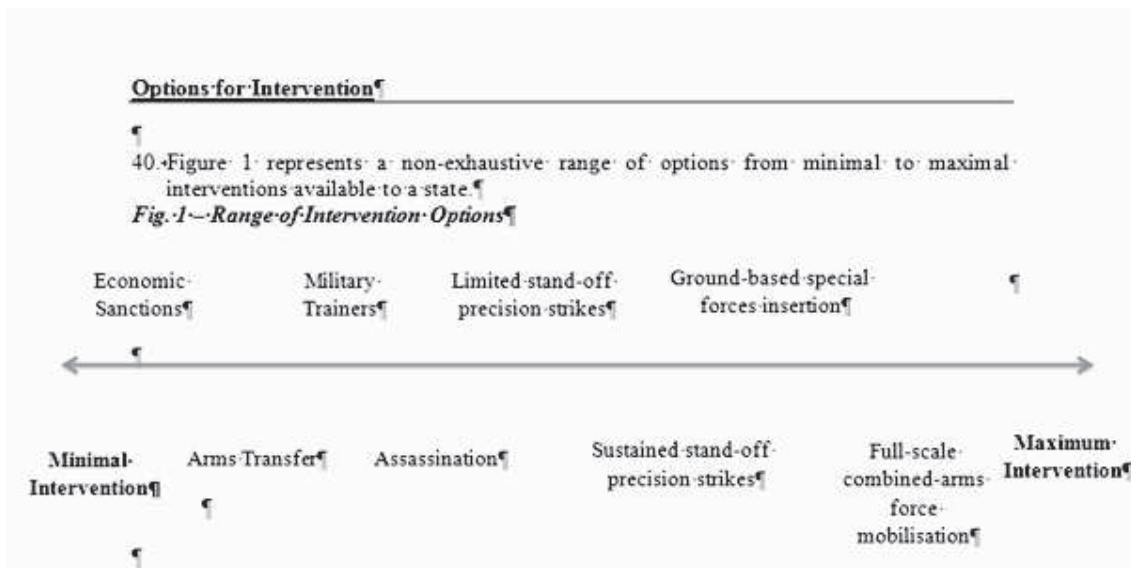 Options for Intervention¶
¶
40. Figure 1 represents a non-exhaustive range of options from minimal to maximal
interventions available to a state.¶
Fig. 1 – Range of Intervention Options¶
Economic
Sanctions¶
Military
Trainers¶
Limited stand-off
precision strikes¶
Ground-based special
forces insertion¶
¶
¶
Minimal
Intervention¶
Arms Transfer¶
¶
Assassination¶
Sustained stand-off
precision strikes¶
Full-scale
combined-arms
force
mobilisation¶
Maximum
Intervention¶
¶